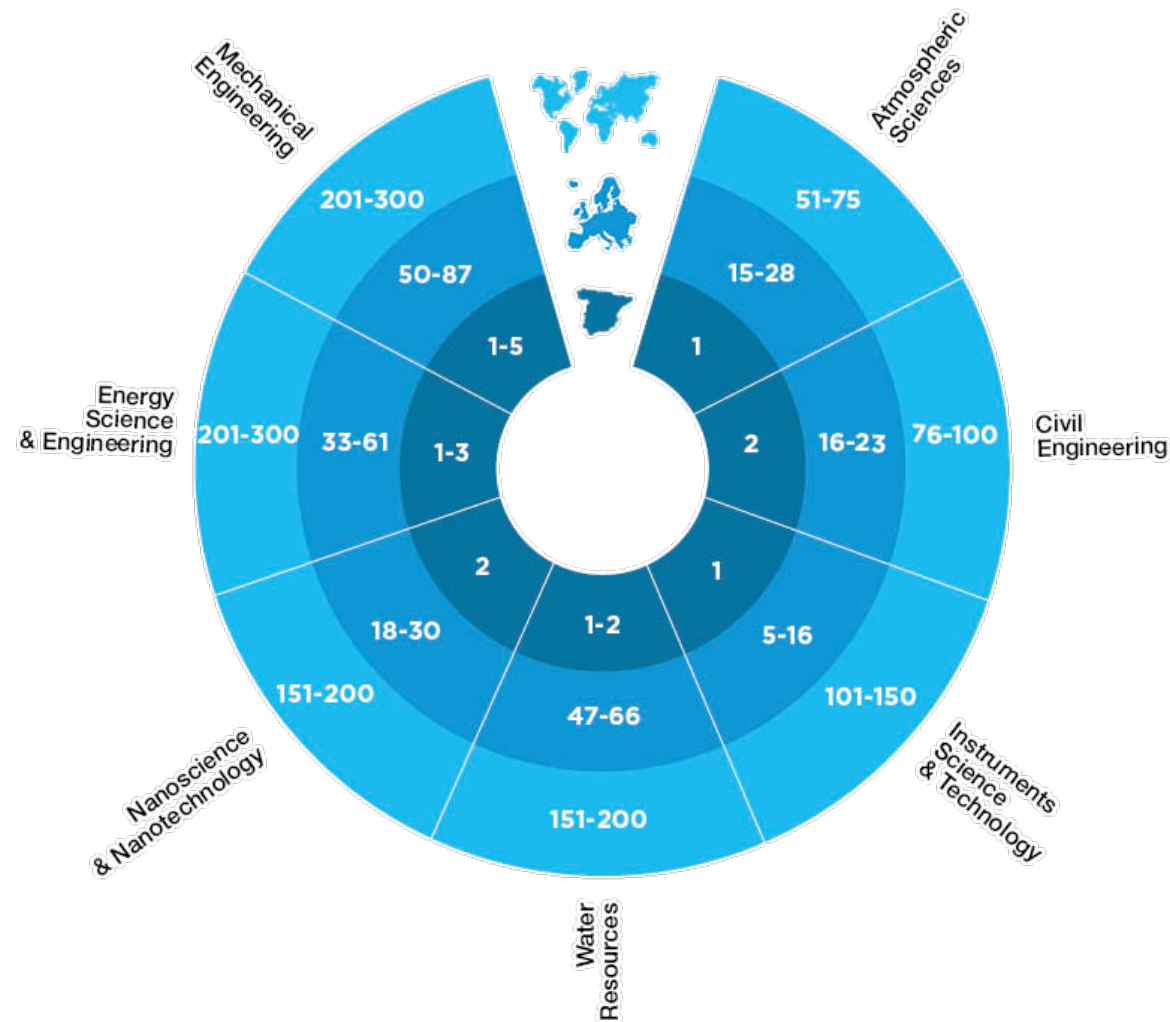 Atmospheric
Sciences
51-75
15-28
1
Civil
Engineering
76-100
16-23
2
Instruments
Science
& Technology
101-150
5-16
1
Water
Resources
151-200
47-66
1-2
Nanoscience
& Nanotechnology
151-200
18-30
2
Energy
Science
& Engineering
201-300
33-61
1-3
Mechanical
Engineering
201-300
50-87
1-5